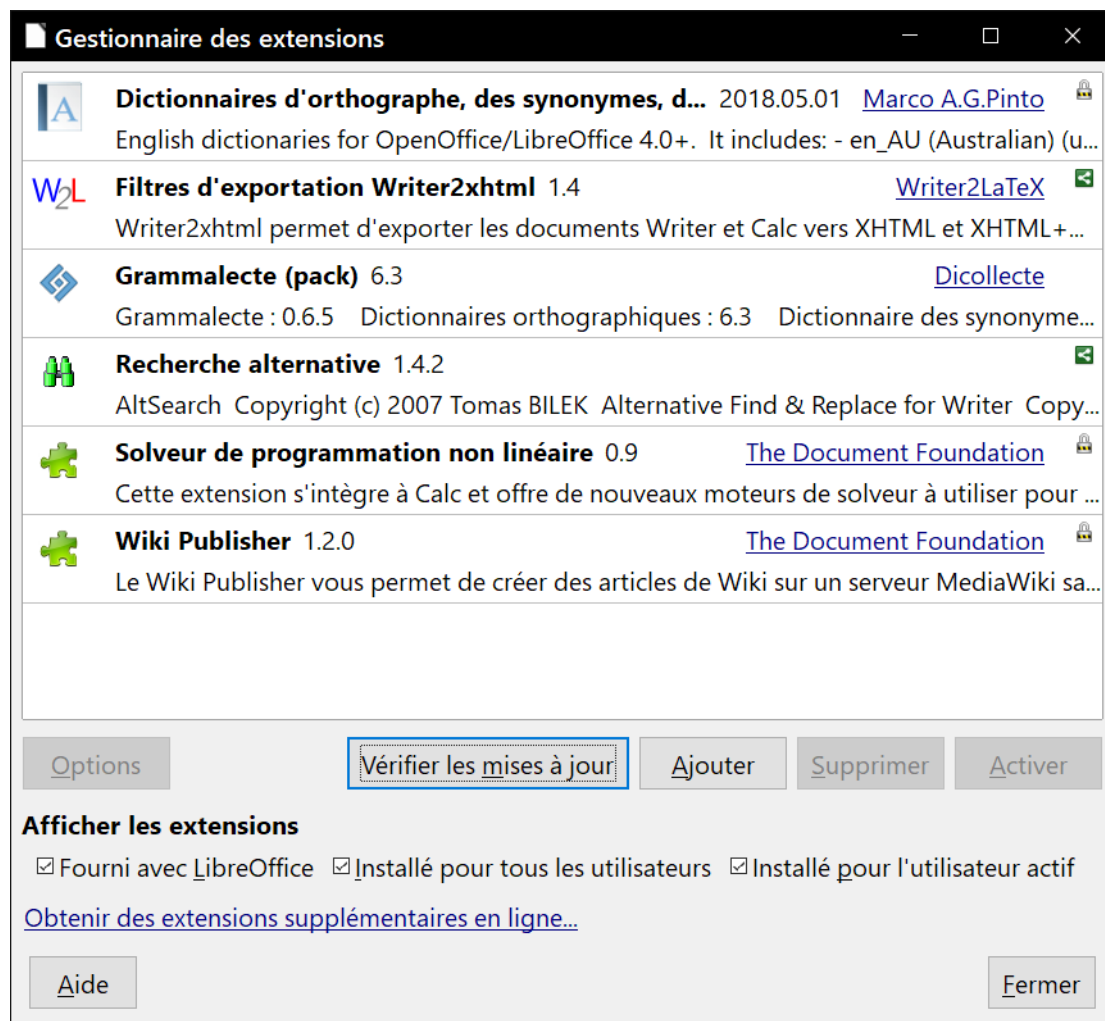 Gestionnaire des extensions
Dictionnaires d'orthographe, des synonymes, d... 2018.05.01 Marco A.G.Pinto
English dictionaries for OpenOffice/LibreOffice 4.0+. It includes: - en_AU (Australian) (u...
W2L Filtres d'exportation Writer2xhtml 1.4 Writer2LaTeX
Writer2xhtml permet d'exporter les documents Writer et Calc vers XHTML et XHTML+...
Grammalecte (pack) 6.3 Dicollecte
Grammalecte : 0.6.5 Dictionnaires orthographiques : 6.3 Dictionnaire des synonyme...
Recherche alternative 1.4.2
AltSearch Copyright (c) 2007 Tomas BILEK Alternative Find & Replace for Writer Copy...
Solveur de programmation non linéaire 0.9 The Document Foundation
Cette extension s'intègre à Calc et offre de nouveaux moteurs de solveur à utiliser pour ...
Wiki Publisher 1.2.0 The Document Foundation
Le Wiki Publisher vous permet de créer des articles de Wiki sur un serveur MediaWiki sa...
Options Vérifier les mises à jour Ajouter Supprimer Activer
Afficher les extensions
Fourni avec LibreOffice Installé pour tous les utilisateurs Installé pour l'utilisateur actif
Obtenir des extensions supplémentaires en ligne...
Aide Fermer